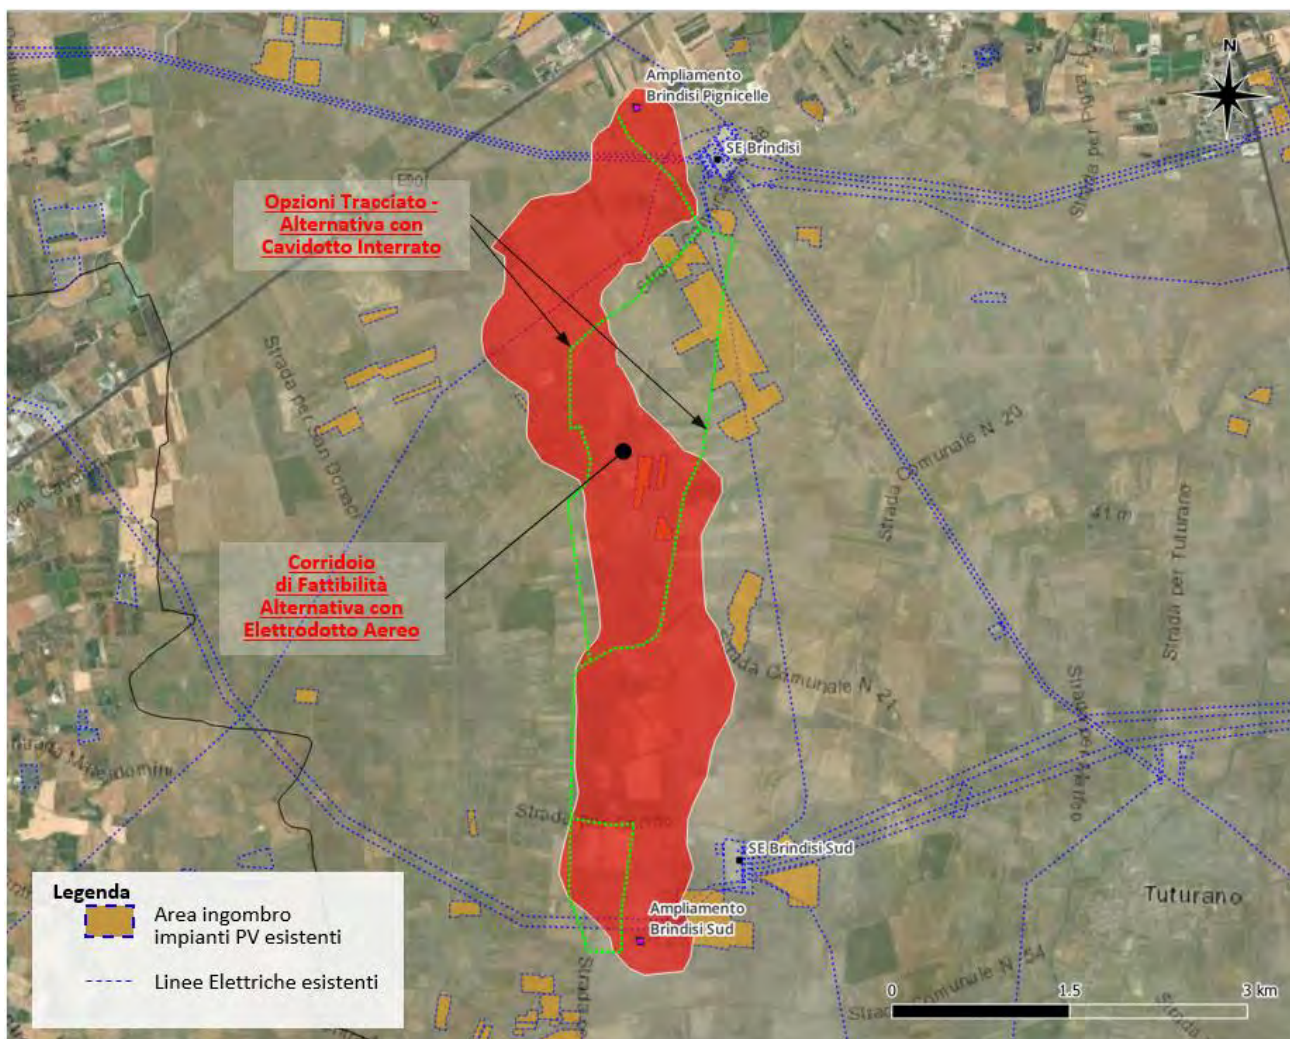 Ampliamento
Brindisi Pignicelle
N
SE Brindisi
E90
Opzioni Tracciato -
Alternativa con
Cavidotto Interrato
Strada per San Donaci
Strada Comunale N 20
41 m
Strada per Tuturano
Corridoio
di Fattibilità
Alternativa con
Elettrodotto Aereo
Strada Comunale N 21
SE Brindisi Sud
Tuturano
Ampliamento
Brindisi Sud
Legenda
Area ingombro
impianti PV esistenti
Linee Elettriche esistenti
Comunale N 54
0 1.5 3 km